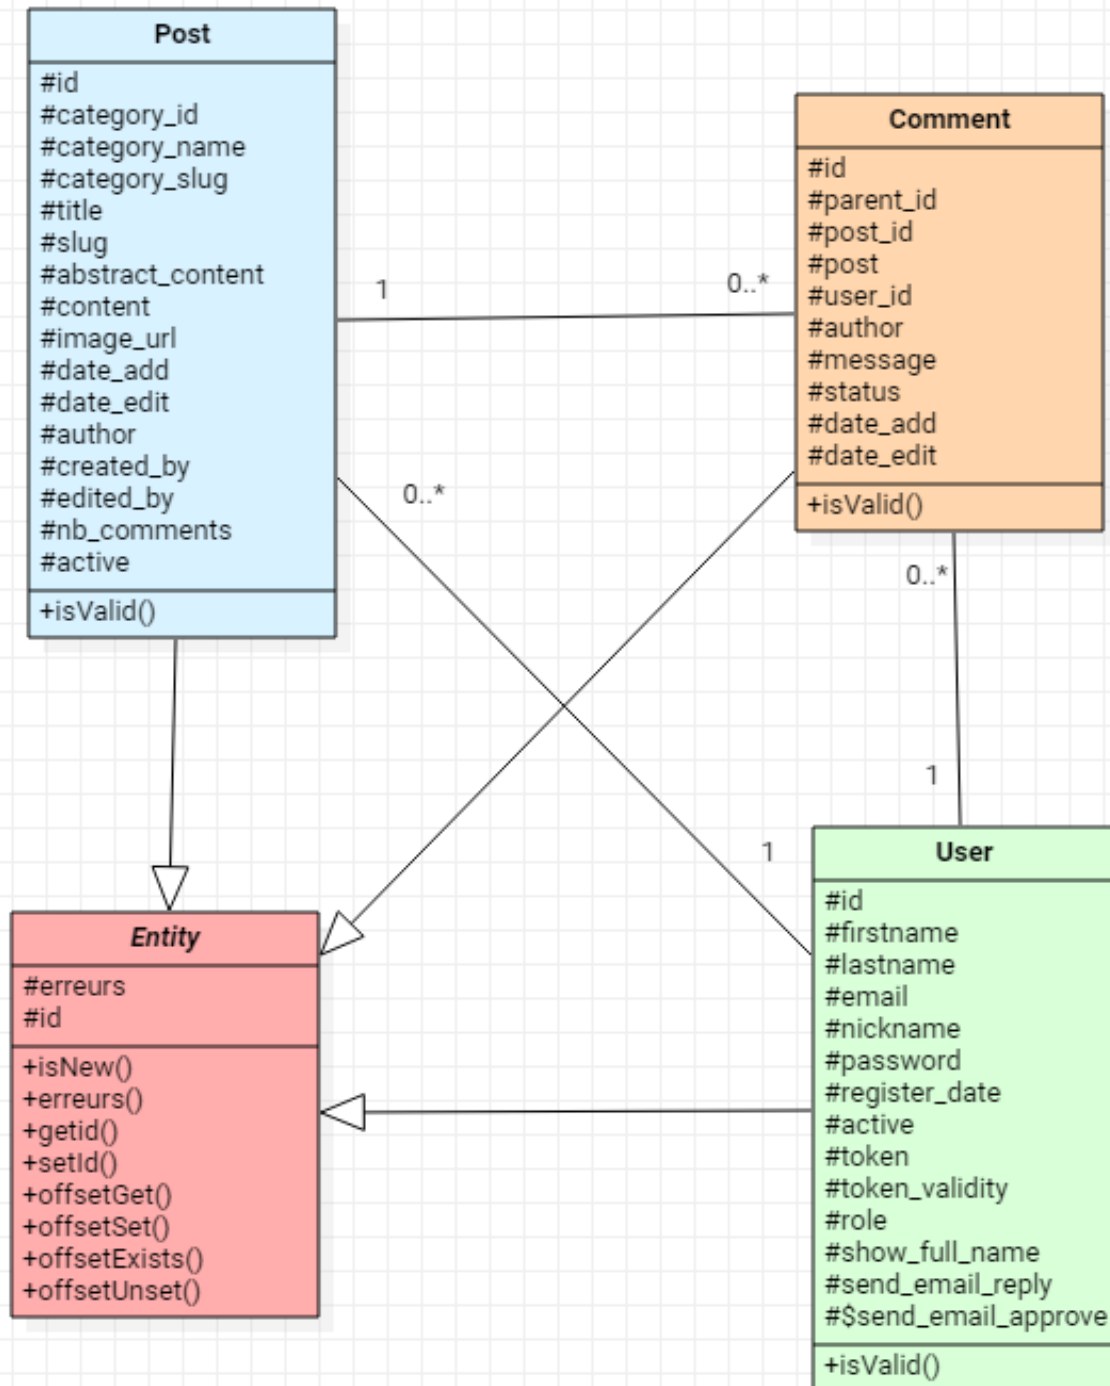 Post
#id
#category_id
#category_name
#category_slug
#title
#slug
#abstract_content
#content
#image_url
#date_add
#date_edit
#author
#created_by
#edited_by
#nb_comments
#active
+isValid()
1
0..*
Comment
#id
#parent_id
#post_id
#post
#user_id
#author
#message
#status
#date_add
#date_edit
+isValid()
0..*
0..*
1
1
Entity
#erreurs
#id
+isNew()
+erreurs()
+getid()
+setId()
+offsetGet()
+offsetSet()
+offsetExists()
+offsetUnset()
User
#id
#firstname
#lastname
#email
#nickname
#password
#register_date
#active
#token
#token_validity
#role
#show_full_name
#send_email_reply
#$send_email_approve
+isValid()